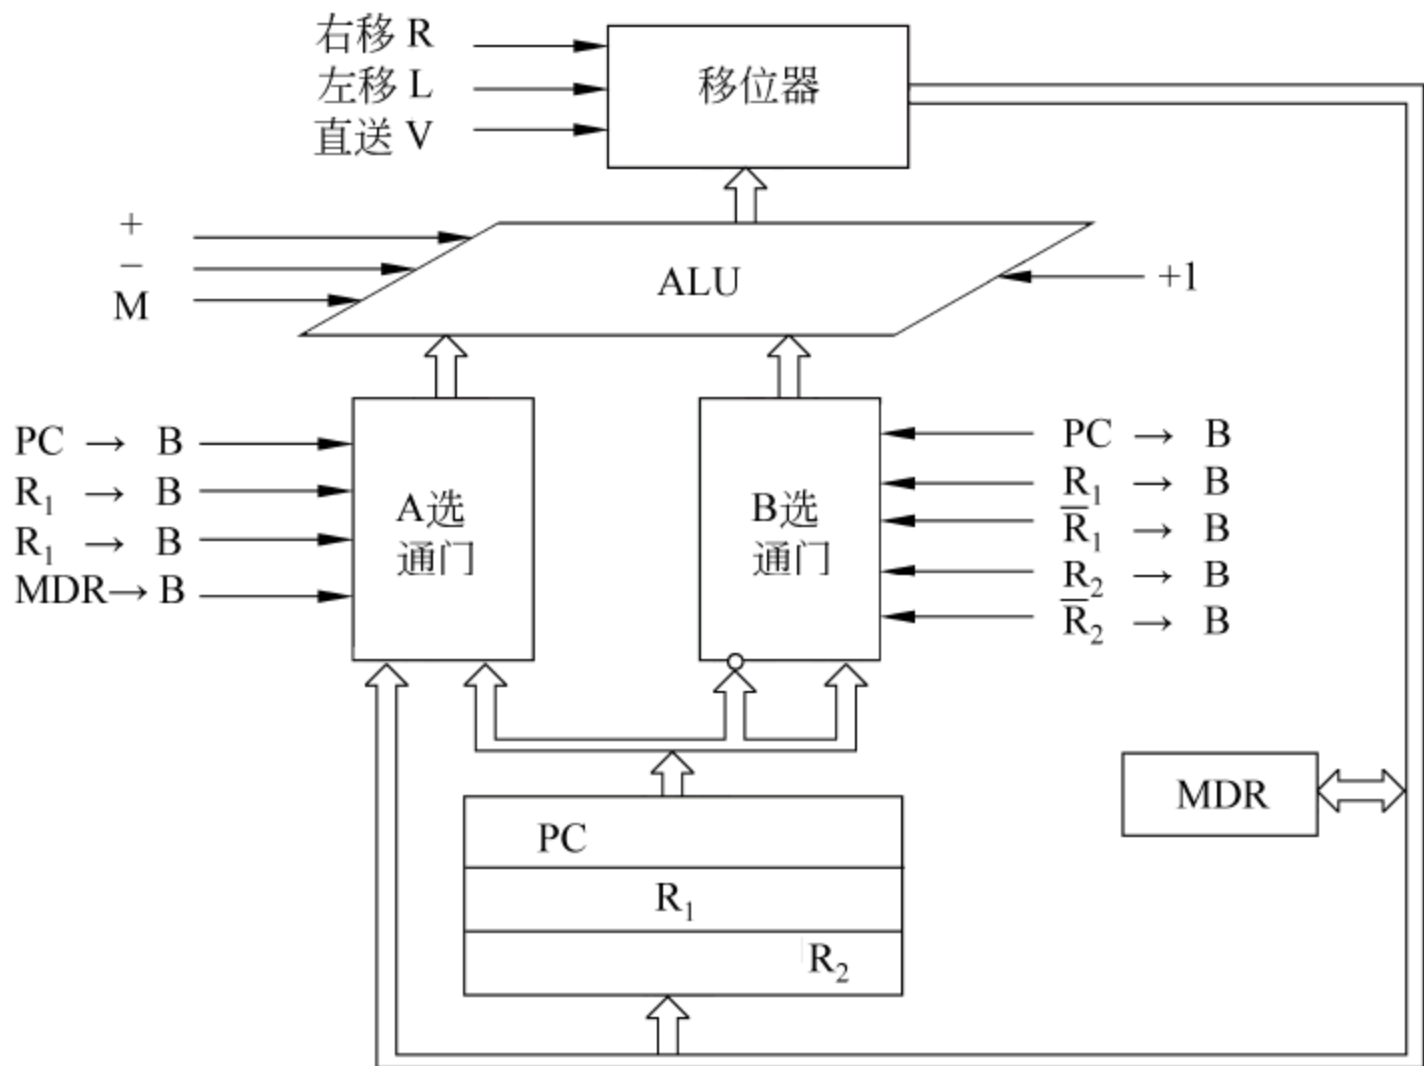 右移 R
左移 L
直送 V
移位器
+
−
M
ALU
+1
PC → B
R₁ → B
R₁ → B
MDR→ B
A选
通门
B选
通门
PC → B
R₁ → B
R̅₁ → B
R₂ → B
R̅₂ → B
MDR
PC
R₁
R₂